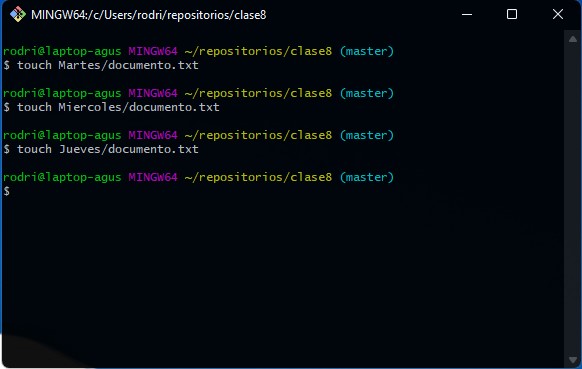 MINGW64:/c/Users/rodri/repositorios/clase8
rodri@laptop-agus MINGW64 ~/repositorios/clase8 (master)
$ touch Martes/documento.txt
rodri@laptop-agus MINGW64 ~/repositorios/clase8 (master)
$ touch Miercoles/documento.txt
rodri@laptop-agus MINGW64 ~/repositorios/clase8 (master)
$ touch Jueves/documento.txt
rodri@laptop-agus MINGW64 ~/repositorios/clase8 (master)
$